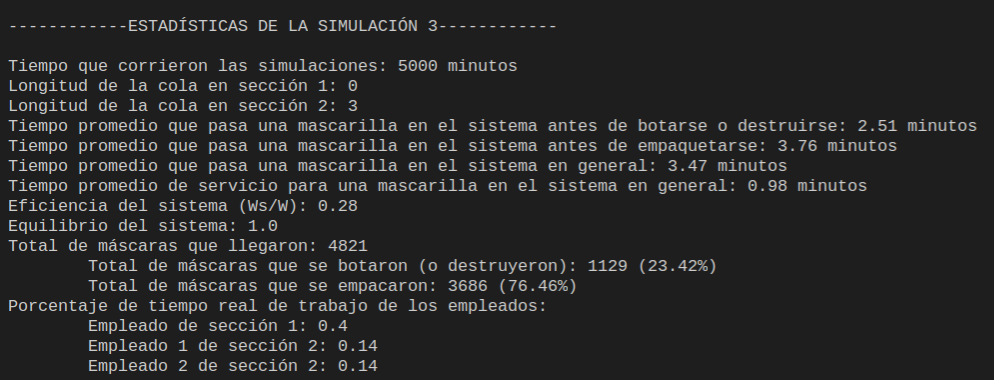 ------------ESTADÍSTICAS DE LA SIMULACIÓN 3------------
Tiempo que corrieron las simulaciones: 5000 minutos
Longitud de la cola en sección 1: 0
Longitud de la cola en sección 2: 3
Tiempo promedio que pasa una mascarilla en el sistema antes de botarse o destruirse: 2.51 minutos
Tiempo promedio que pasa una mascarilla en el sistema antes de empaquetarse: 3.76 minutos
Tiempo promedio que pasa una mascarilla en el sistema en general: 3.47 minutos
Tiempo promedio de servicio para una mascarilla en el sistema en general: 0.98 minutos
Eficiencia del sistema (Ws/W): 0.28
Equilibrio del sistema: 1.0
Total de máscaras que llegaron: 4821
Total de máscaras que se botaron (o destruyeron): 1129 (23.42%)
Total de máscaras que se empacaron: 3686 (76.46%)
Porcentaje de tiempo real de trabajo de los empleados:
Empleado de sección 1: 0.4
Empleado 1 de sección 2: 0.14
Empleado 2 de sección 2: 0.14